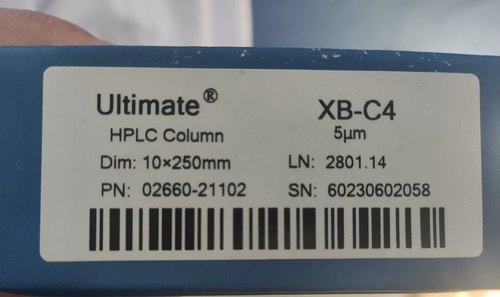 Ultimate® XB-C4
HPLC Column 5µm
Dim: 10×250mm LN: 2801.14
PN: 02660-21102 SN: 60230602058